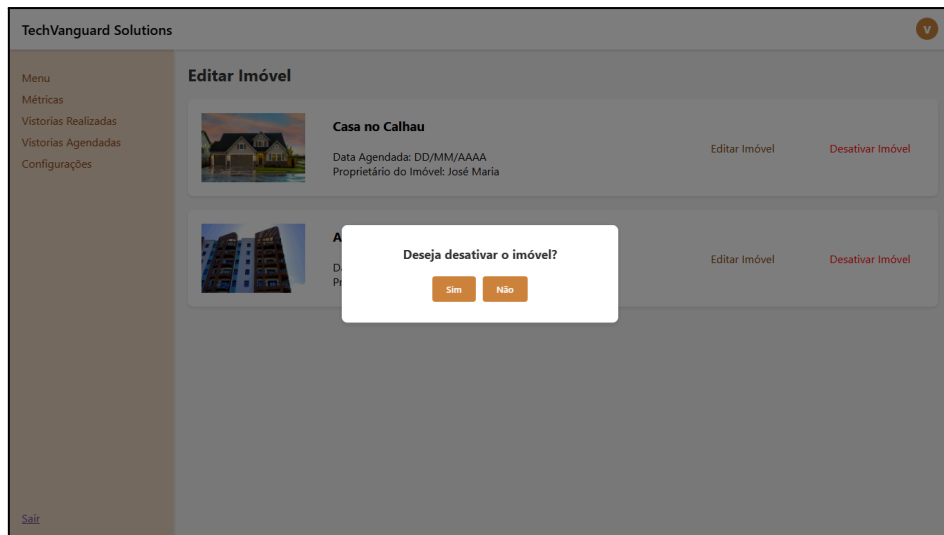 TechVanguard Solutions
V
Menu
Métricas
Vistorias Realizadas
Vistorias Agendadas
Configurações
Sair
Editar Imóvel
Casa no Calhau
Data Agendada: DD/MM/AAAA
Proprietário do Imóvel: José Maria
Editar Imóvel
Desativar Imóvel
Editar Imóvel
Desativar Imóvel
Deseja desativar o imóvel?
Sim
Não